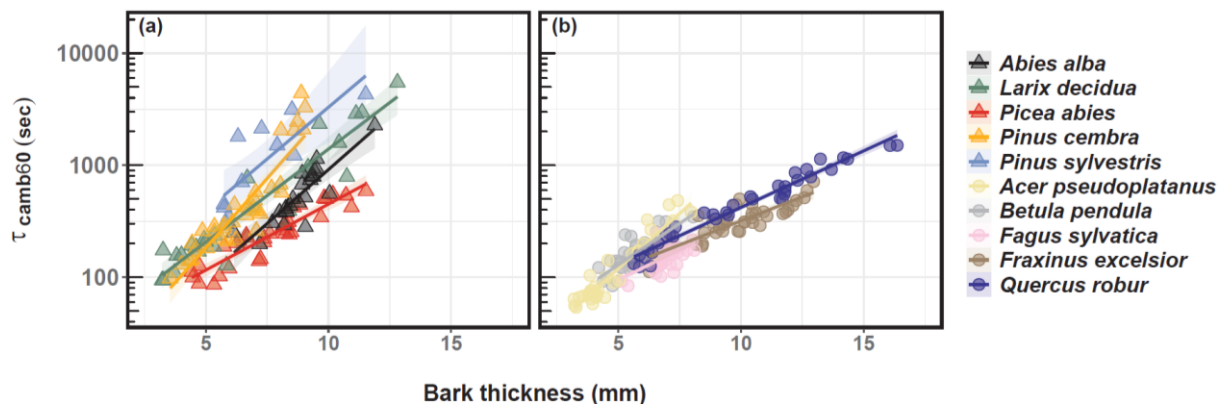 (a)
(b)
τ camb60 (sec)
10000
1000
100
5
10
15
5
10
15
Bark thickness (mm)
Abies alba
Larix decidua
Picea abies
Pinus cembra
Pinus sylvestris
Acer pseudoplatanus
Betula pendula
Fagus sylvatica
Fraxinus excelsior
Quercus robur